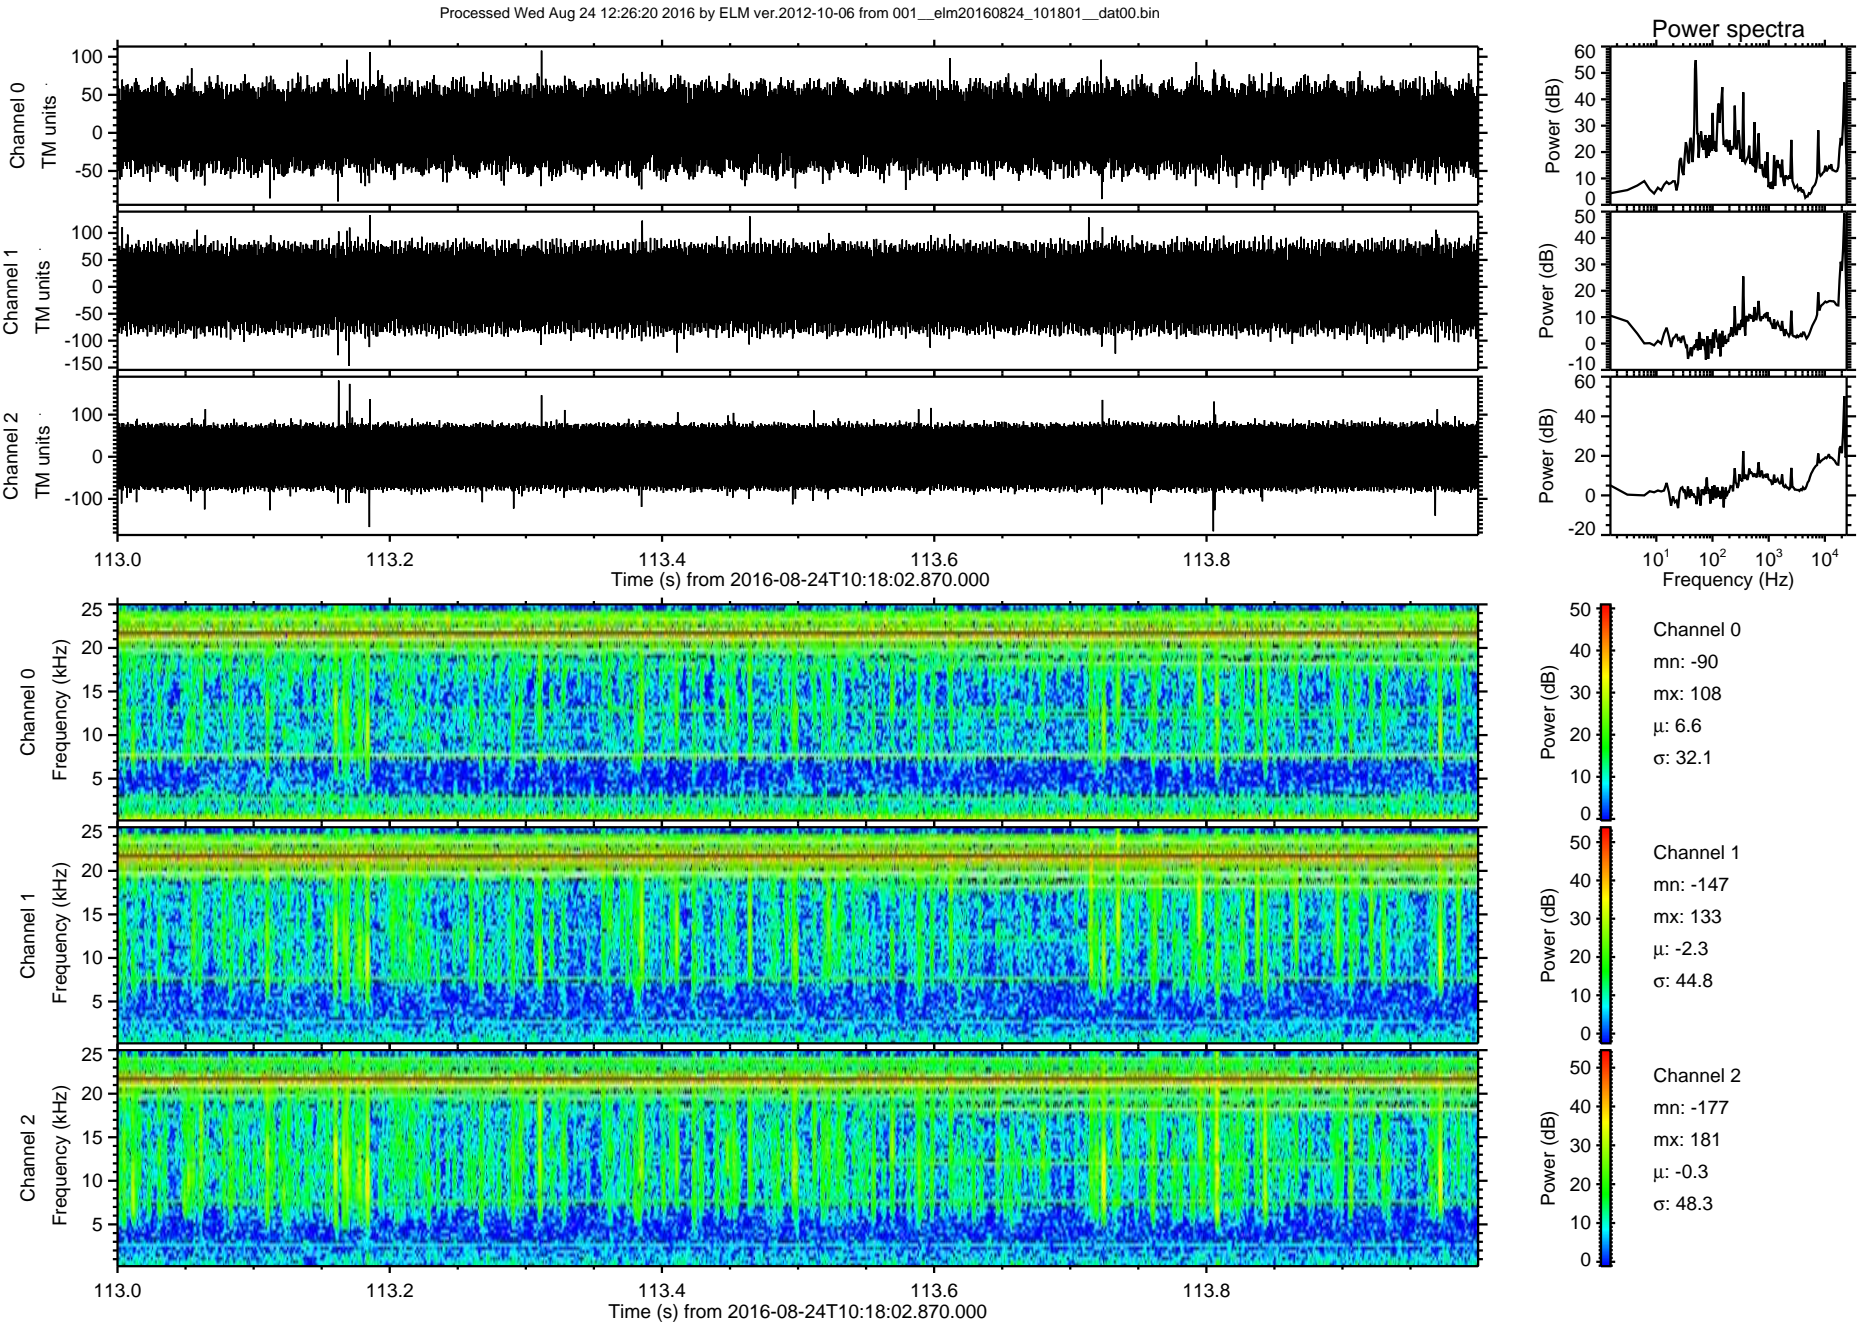 Processed Wed Aug 24 12:26:20 2016 by ELM ver.2012-10-06 from 001__elm20160824_101801__dat00.bin
Power spectra
Channel 0
TM units
100
50
0
-50
Power (dB)
60
50
40
30
20
10
0
Channel 1
TM units
100
50
0
-50
-100
-150
Power (dB)
50
40
30
20
10
0
-10
Channel 2
TM units
100
0
-100
Power (dB)
60
40
20
0
-20
113.0 113.2 113.4 113.6 113.8
Time (s) from 2016-08-24T10:18:02.870.000
10^1 10^2 10^3 10^4
Frequency (Hz)
Channel 0
Frequency (kHz)
25
20
15
10
5
Power (dB)
50
40
30
20
10
0
Channel 0
mn: -90
mx: 108
μ: 6.6
σ: 32.1
Channel 1
Frequency (kHz)
25
20
15
10
5
Power (dB)
50
40
30
20
10
0
Channel 1
mn: -147
mx: 133
μ: -2.3
σ: 44.8
Channel 2
Frequency (kHz)
25
20
15
10
5
Power (dB)
50
40
30
20
10
0
Channel 2
mn: -177
mx: 181
μ: -0.3
σ: 48.3
113.0 113.2 113.4 113.6 113.8
Time (s) from 2016-08-24T10:18:02.870.000